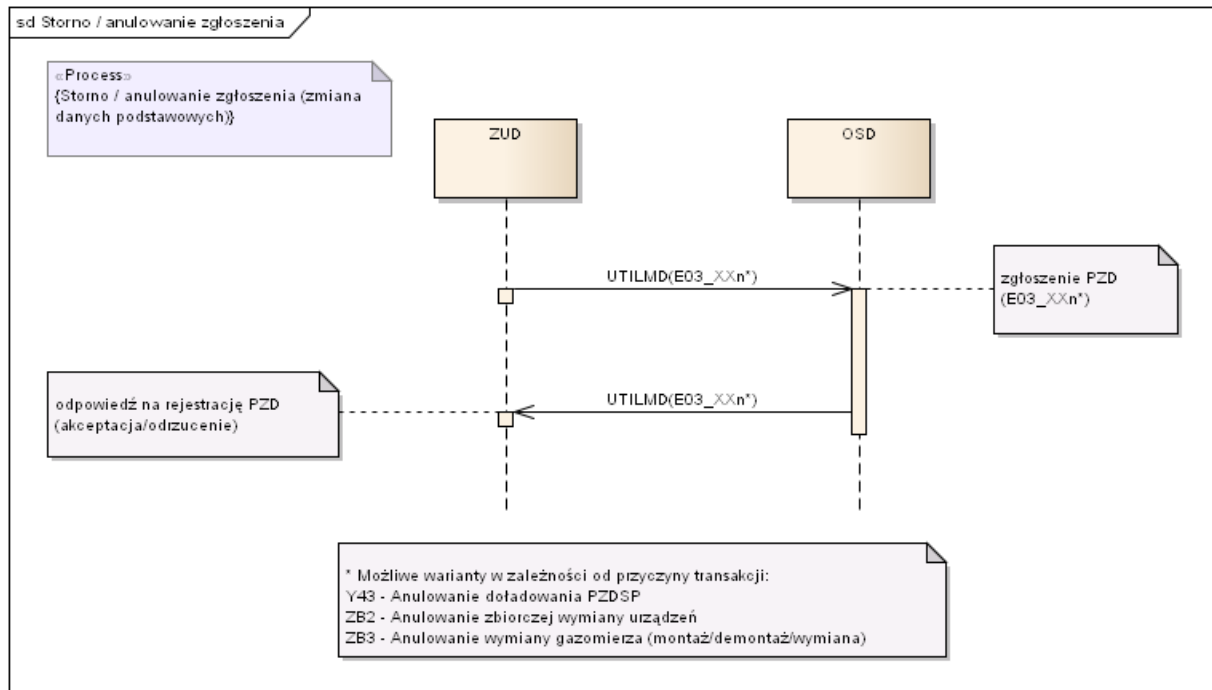 sd Storno / anulowanie zgłoszenia
«Process»
{Storno / anulowanie zgłoszenia (zmiana
danych podstawowych)}
ZUD
OSD
UTILMD(E03_XXn*)
zgłoszenie PZD
(E03_XXn*)
UTILMD(E03_XXn*)
odpowiedź na rejestrację PZD
(akceptacja/odrzucenie)
* Możliwe warianty w zależności od przyczyny transakcji:
Y43 - Anulowanie doładowania PZDSP
ZB2 - Anulowanie zbiorczej wymiany urządzeń
ZB3 - Anulowanie wymiany gazomierza (montaż/demontaż/wymiana)